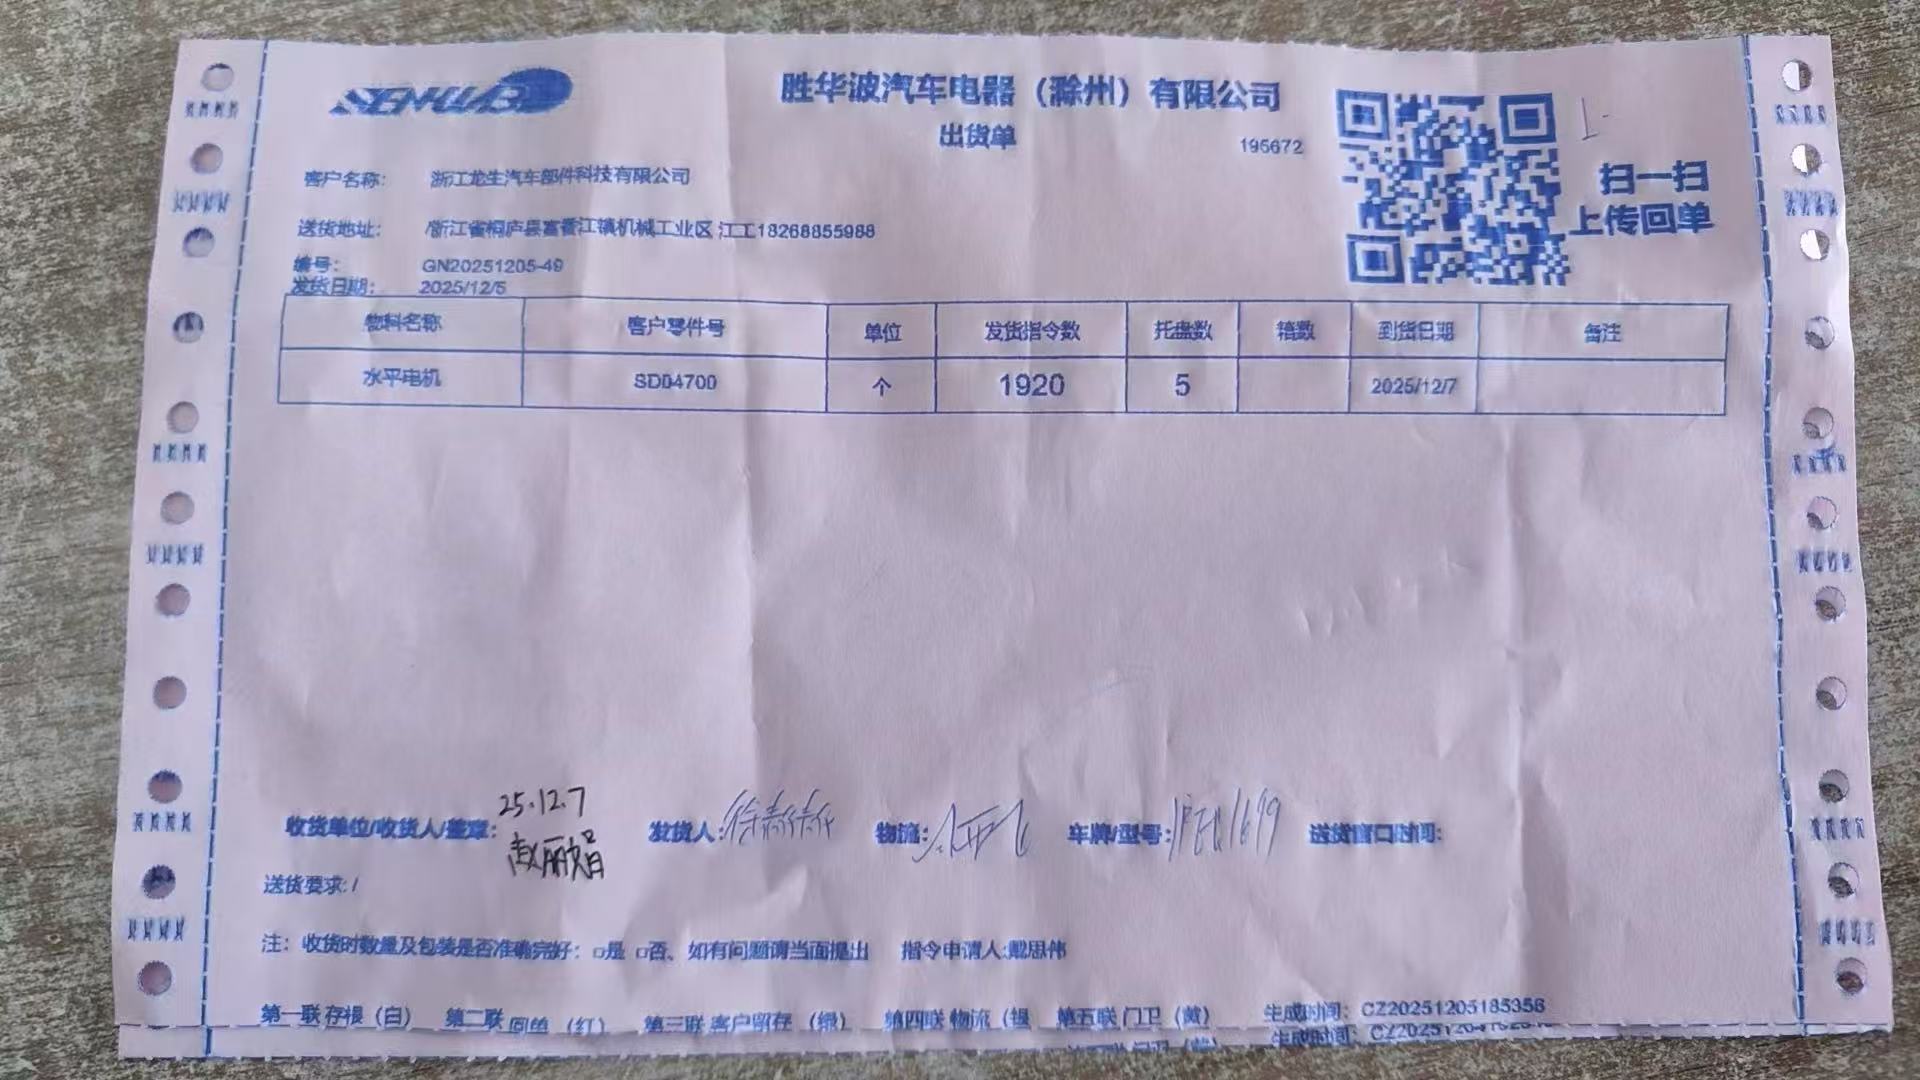 SENHWB
胜华波汽车电器（滁州）有限公司
出货单
195672
扫一扫
上传回单
客户名称： 浙江龙生汽车部件科技有限公司
送货地址： 浙江省桐庐县富春江镇机械工业区 江工18268855988
编号： GN20251205-49
发货日期： 2025/12/5
物料名称 客户零件号 单位 发货指令数 托盘数 箱数 到货日期 备注
水平电机 SD04700 个 1920 5 2025/12/7
25.12.7
收货单位/收货人/签章： 发货人： 物流： 车牌/型号： 送货窗口时间：
赵丽娟
送货要求：/
注： 收货时数量及包装是否准确完好：□是 □否、如有问题请当面提出 指令申请人:戴思伟
第一联 存根（白） 第二联 回单（红） 第三联 客户留存（绿） 第四联 物流（ 第五联 门卫（黄） 生成时间： CZ20251205185356
生成时间：